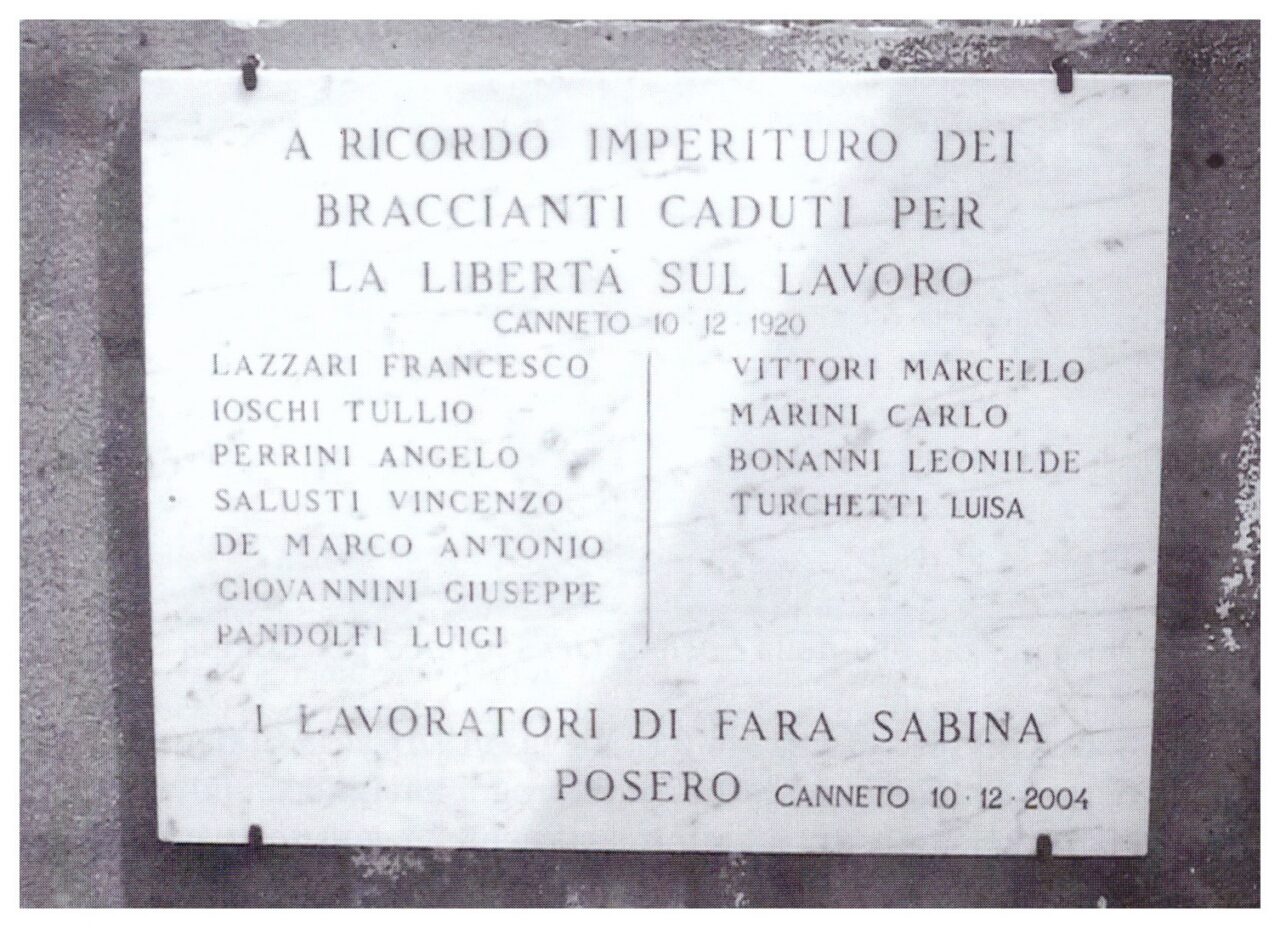 A RICORDO IMPERITURO DEI
BRACCIANTI CADUTI PER
LA LIBERTÀ SUL LAVORO
CANNETO 10 · 12 · 1920
LAZZARI FRANCESCO
IOSCHI TULLIO
PERRINI ANGELO
SALUSTI VINCENZO
DE MARCO ANTONIO
GIOVANNINI GIUSEPPE
PANDOLFI LUIGI
VITTORI MARCELLO
MARINI CARLO
BONANNI LEONILDE
TURCHETTI LUISA
I LAVORATORI DI FARA SABINA
POSERO CANNETO 10 · 12 · 2004